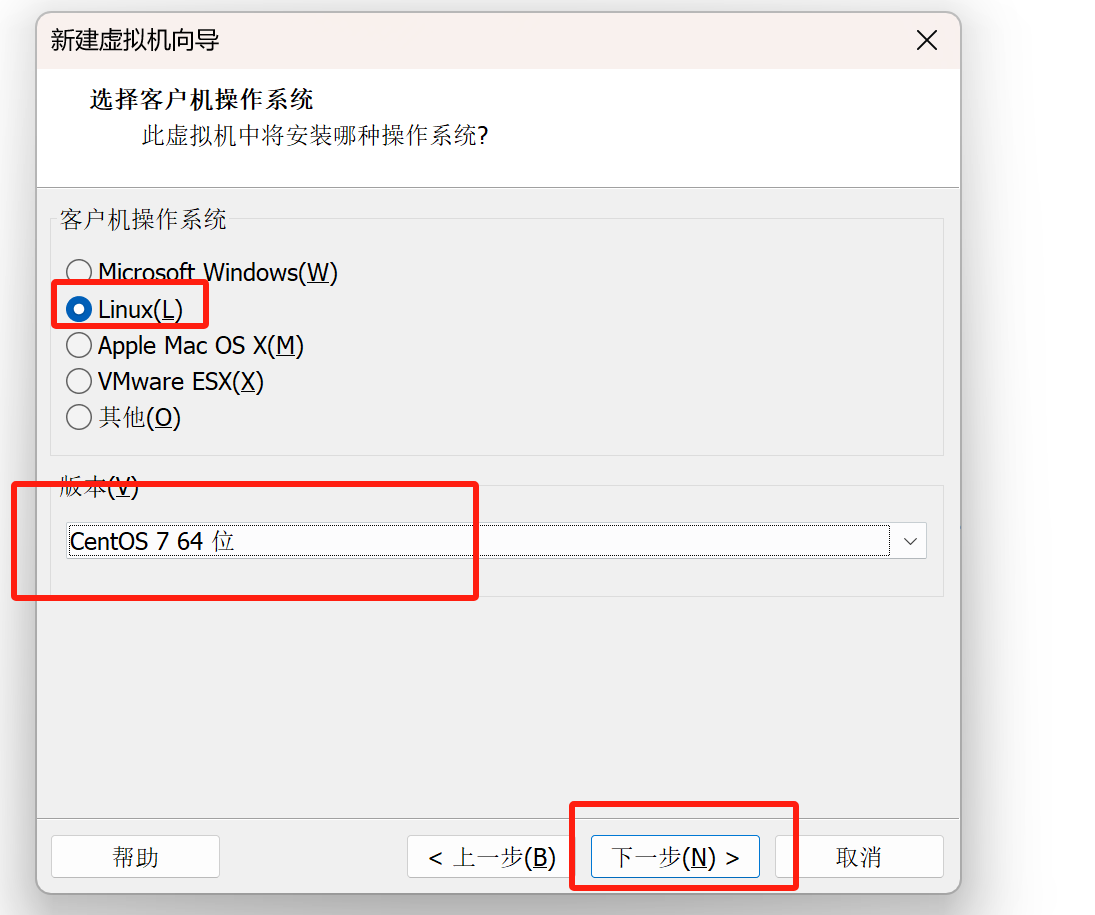 新建虚拟机向导
选择客户机操作系统
此虚拟机中将安装哪种操作系统?
客户机操作系统
Microsoft Windows(W)
Linux(L)
Apple Mac OS X(M)
VMware ESX(X)
其他(O)
版本(V)
CentOS 7 64 位
帮助
< 上一步(B)
下一步(N) >
取消